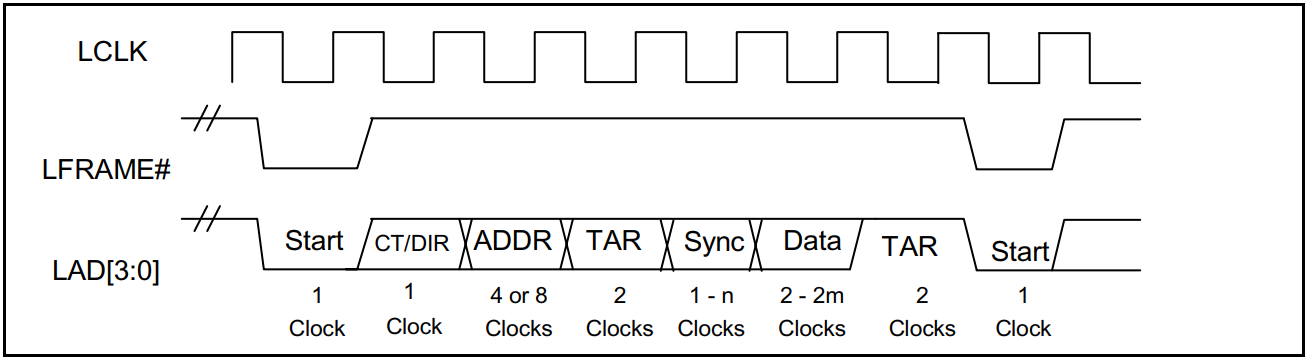 LCLK
LFRAME#
LAD[3:0]
Start CT/DIR ADDR TAR Sync Data TAR Start
1 1 4 or 8 2 1 - n 2 - 2m 2 1
Clock Clock Clocks Clocks Clocks Clocks Clocks Clock